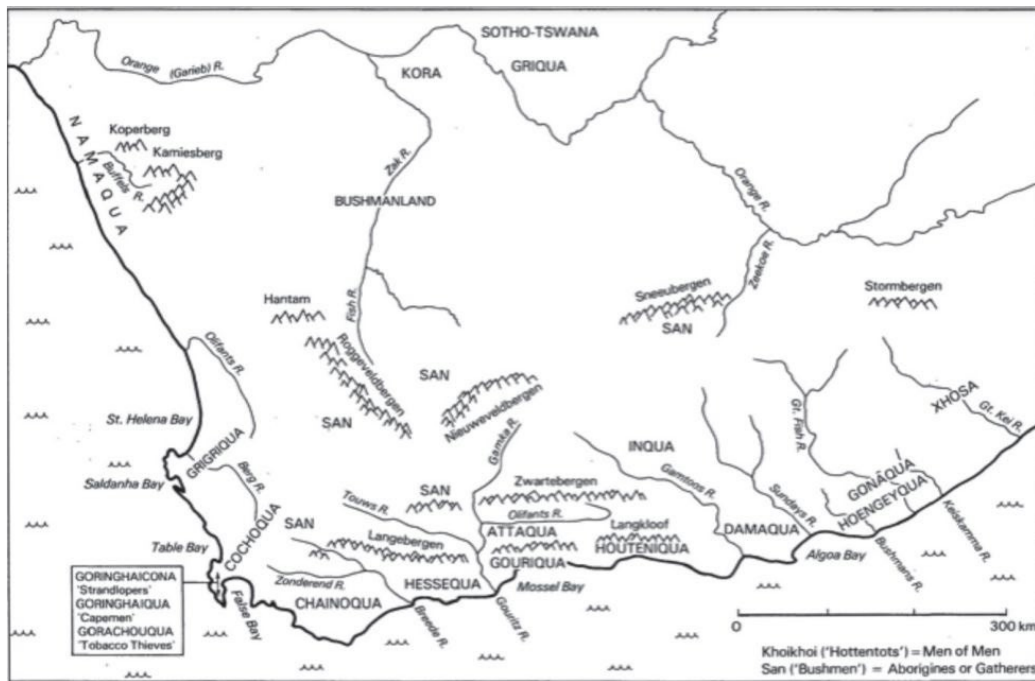 SOTHO-TSWANA
GRIQUA
KORA
Orange (Garieb) R.
NAMAQUA
Koperberg
Kamiesberg
Buffels R.
Zak R.
BUSHMANLAND
Orange R.
Zeekoe R.
Sneeubergen
SAN
Stormbergen
Hantam
Fish R.
Roggeveldbergen
Olifants R.
SAN
Nieuweveldbergen
SAN
St. Helena Bay
GRIGRIQUA
Saldanha Bay
Berg R.
COCHOQUA
Table Bay
False Bay
Gamka R.
INQUA
Gamtoos R.
Sundays R.
Gt. Fish R.
XHOSA
Gt. Kei R.
GONAQUA
HOENGEYQUA
Keiskamma R.
Bushmans R.
Zwartebergen
SAN
Touws R.
Olifants R.
SAN
Langebergen
ATTAQUA
Langkloof
HOUTENIQUA
GOURIQUA
DAMAQUA
Algoa Bay
Zonderend R.
HESSEQUA
Mossel Bay
CHAINOQUA
Breede R.
Gouritz R.
GORINGHAICONA
'Strandlopers'
GORINGHAIQUA
'Capemen'
GORACHOUQUA
'Tobacco Thieves'
0 300 km
Khoikhoi ('Hottentots') = Men of Men
San ('Bushmen') = Aborigines or Gatherers